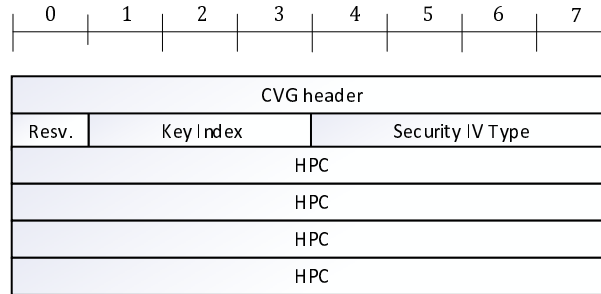 0 1 2 3 4 5 6 7
CVG header
Resv. Key Index Security IV Type
HPC
HPC
HPC
HPC